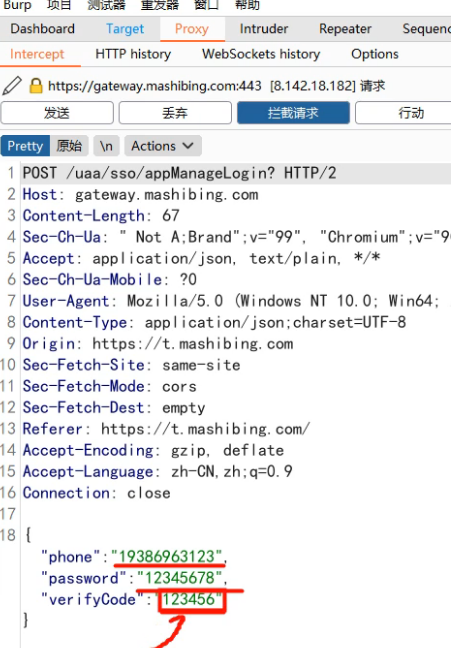 Burp 项目 测试器 重发器 窗口 帮助
Dashboard Target Proxy Intruder Repeater Sequenc
Intercept HTTP history WebSockets history Options
https://gateway.mashibing.com:443 [8.142.18.182] 请求
发送 丢弃 拦截请求 行动
Pretty 原始 \n Actions
1 POST /uaa/sso/appManageLogin? HTTP/2
2 Host: gateway.mashibing.com
3 Content-Length: 67
4 Sec-Ch-Ua: " Not A;Brand";v="99", "Chromium";v="9
5 Accept: application/json, text/plain, */*
6 Sec-Ch-Ua-Mobile: ?0
7 User-Agent: Mozilla/5.0 (Windows NT 10.0; Win64;
8 Content-Type: application/json;charset=UTF-8
9 Origin: https://t.mashibing.com
10 Sec-Fetch-Site: same-site
11 Sec-Fetch-Mode: cors
12 Sec-Fetch-Dest: empty
13 Referer: https://t.mashibing.com/
14 Accept-Encoding: gzip, deflate
15 Accept-Language: zh-CN,zh;q=0.9
16 Connection: close
17
18 {
"phone":"19386963123",
"password":"12345678",
"verifyCode":"123456"
}